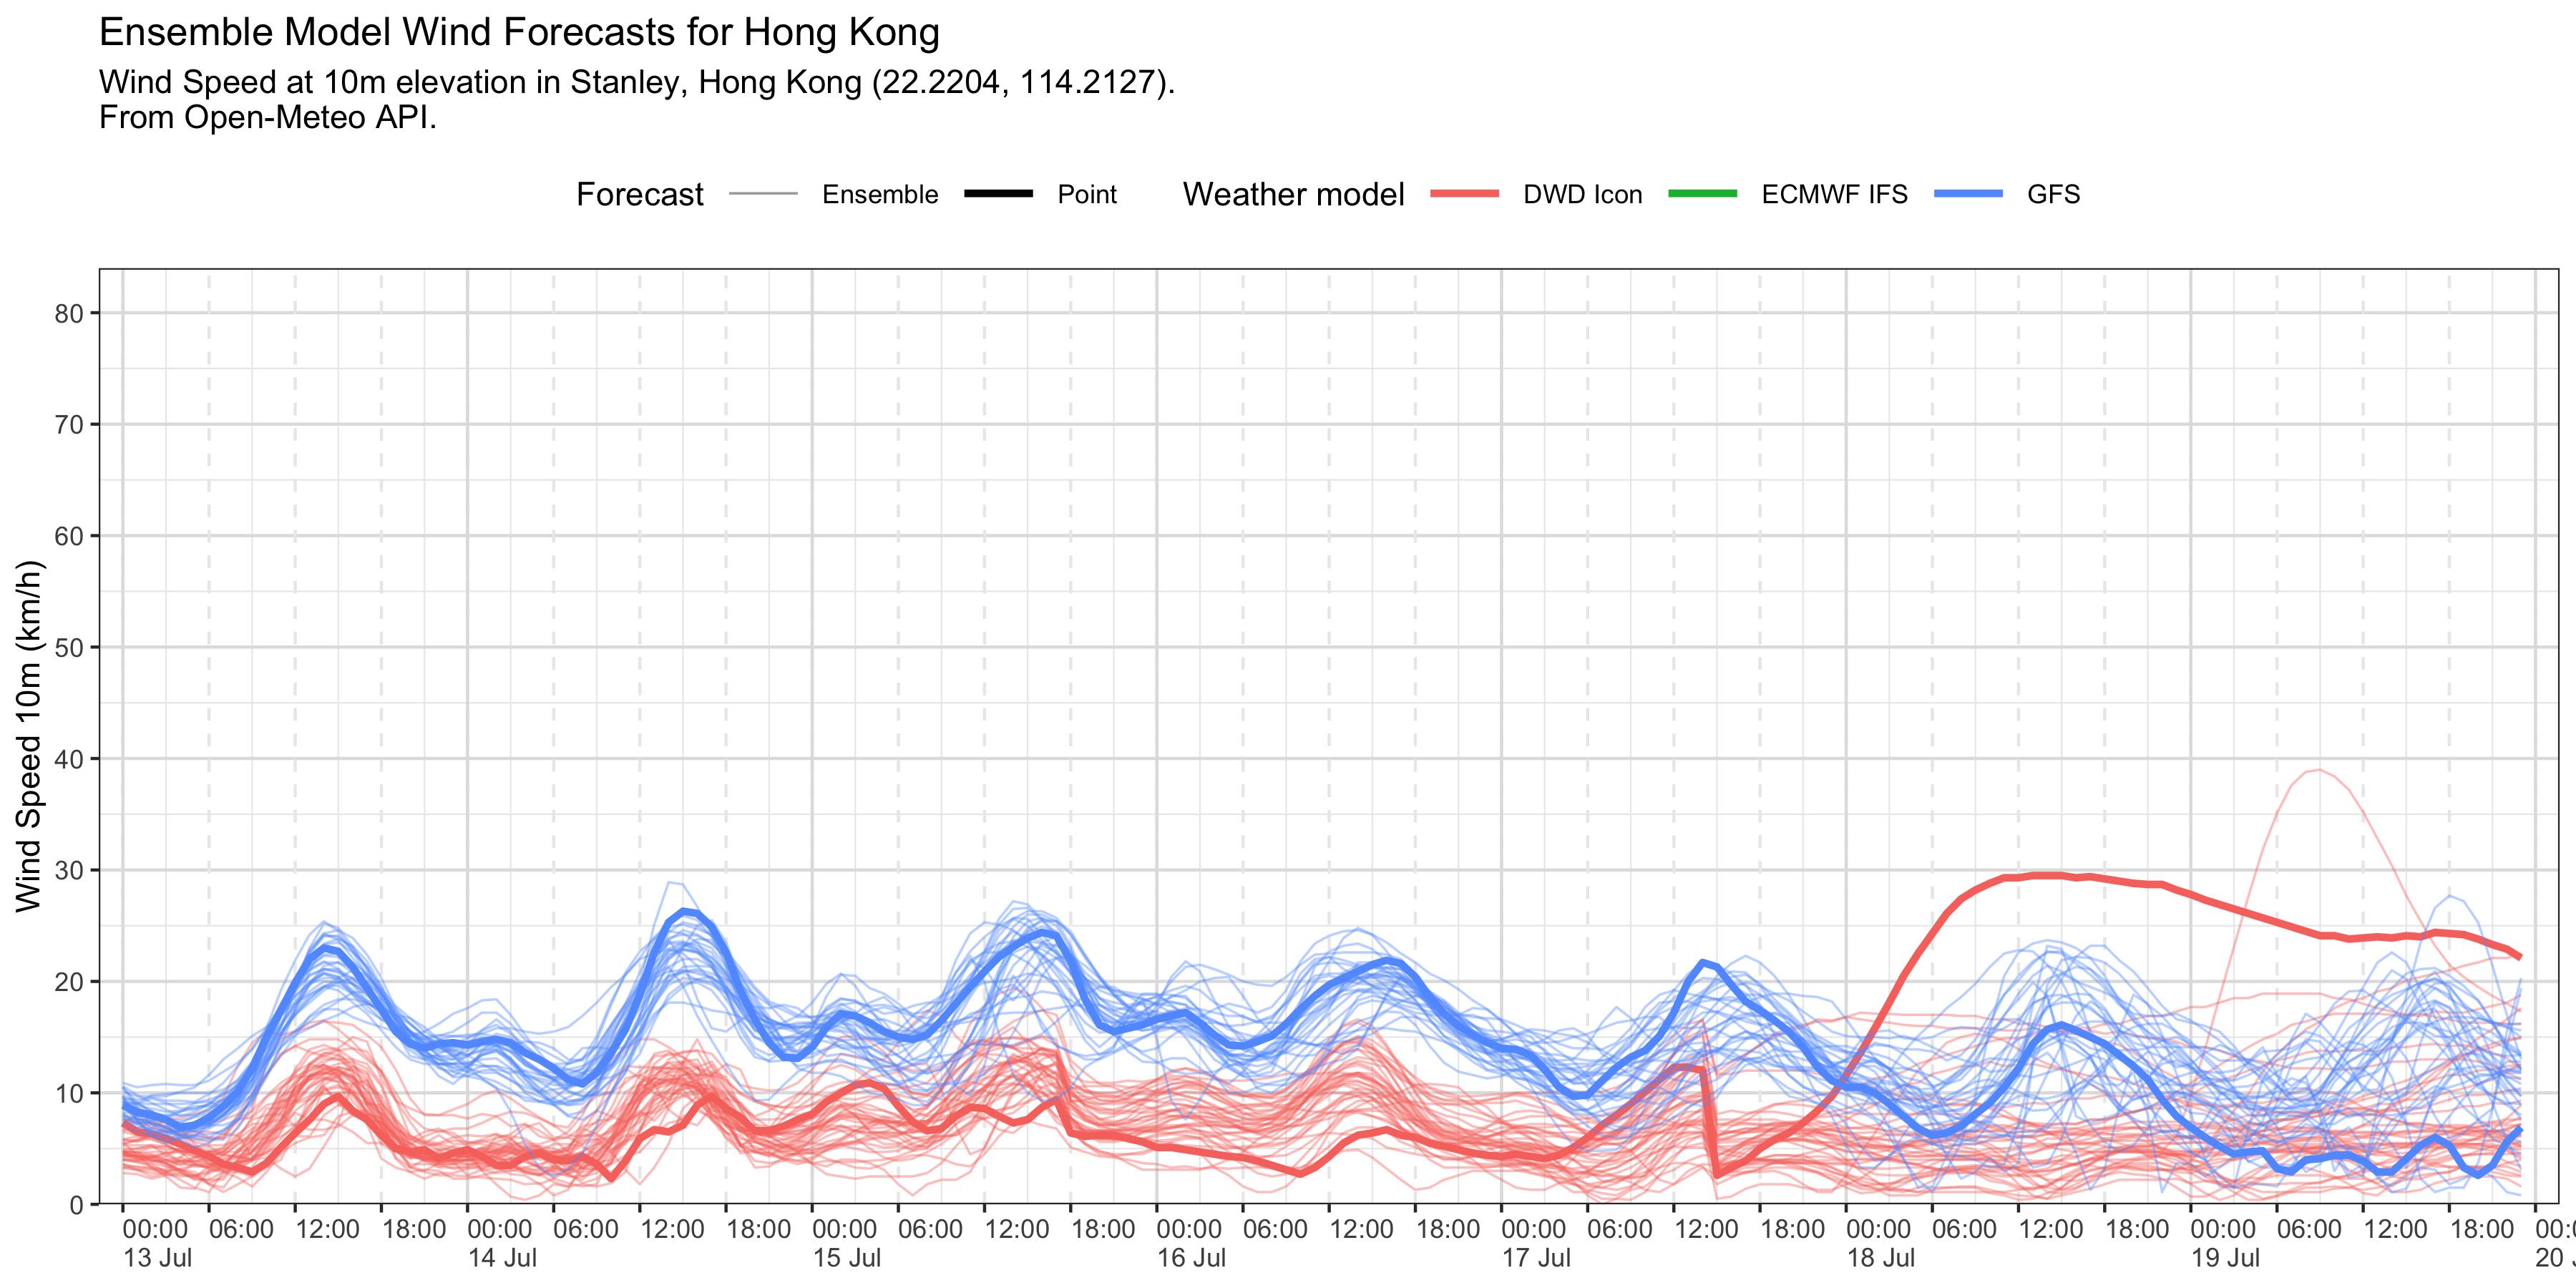 Ensemble Model Wind Forecasts for Hong Kong
Wind Speed at 10m elevation in Stanley, Hong Kong (22.2204, 114.2127).
From Open-Meteo API.
Forecast Ensemble Point Weather model DWD Icon ECMWF IFS GFS
Wind Speed 10m (km/h)
80
70
60
50
40
30
20
10
0
00:00 06:00 12:00 18:00 00:00 06:00 12:00 18:00 00:00 06:00 12:00 18:00 00:00 06:00 12:00 18:00 00:00 06:00 12:00 18:00 00:00 06:00 12:00 18:00 00:00 06:00 12:00 18:00
13 Jul 14 Jul 15 Jul 16 Jul 17 Jul 18 Jul 19 Jul 20